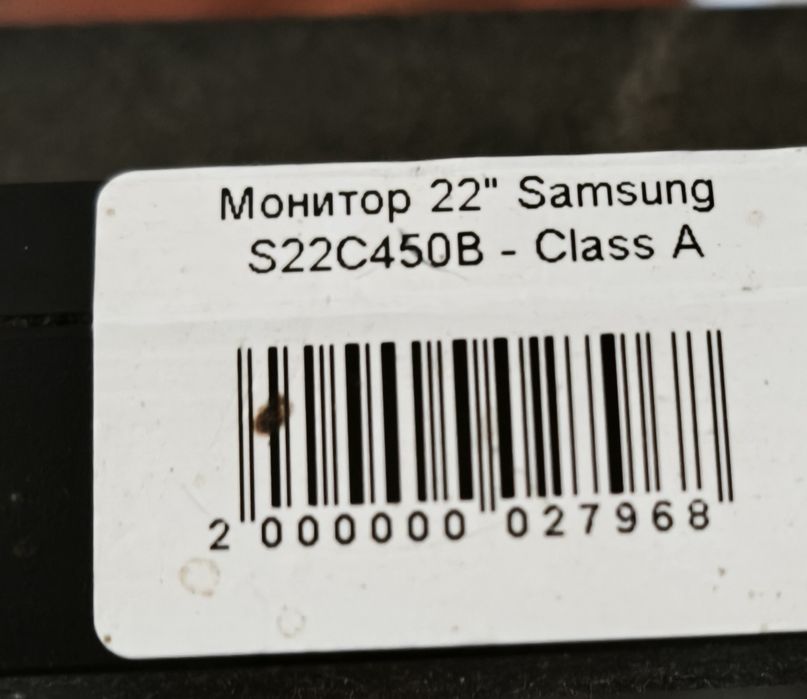 Монитор 22" Samsung
S22C450B - Class A
2 000000 027968